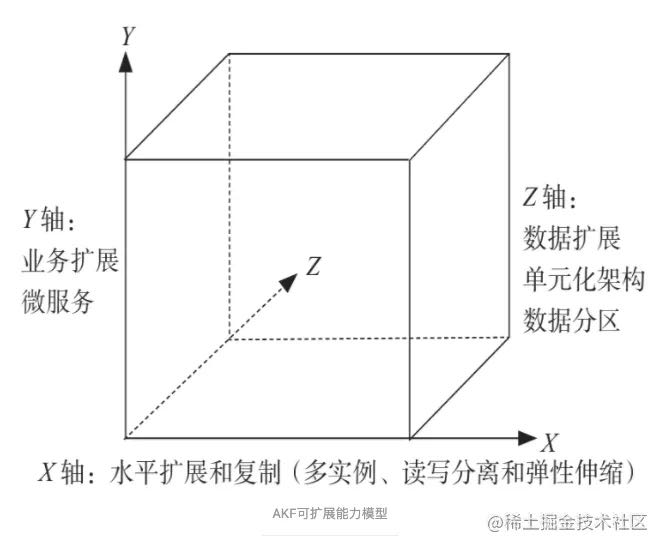 Y
Y轴：
业务扩展
微服务
Z
Z轴：
数据扩展
单元化架构
数据分区
X
X轴：水平扩展和复制（多实例、读写分离和弹性伸缩）
AKF可扩展能力模型
@稀土掘金技术社区